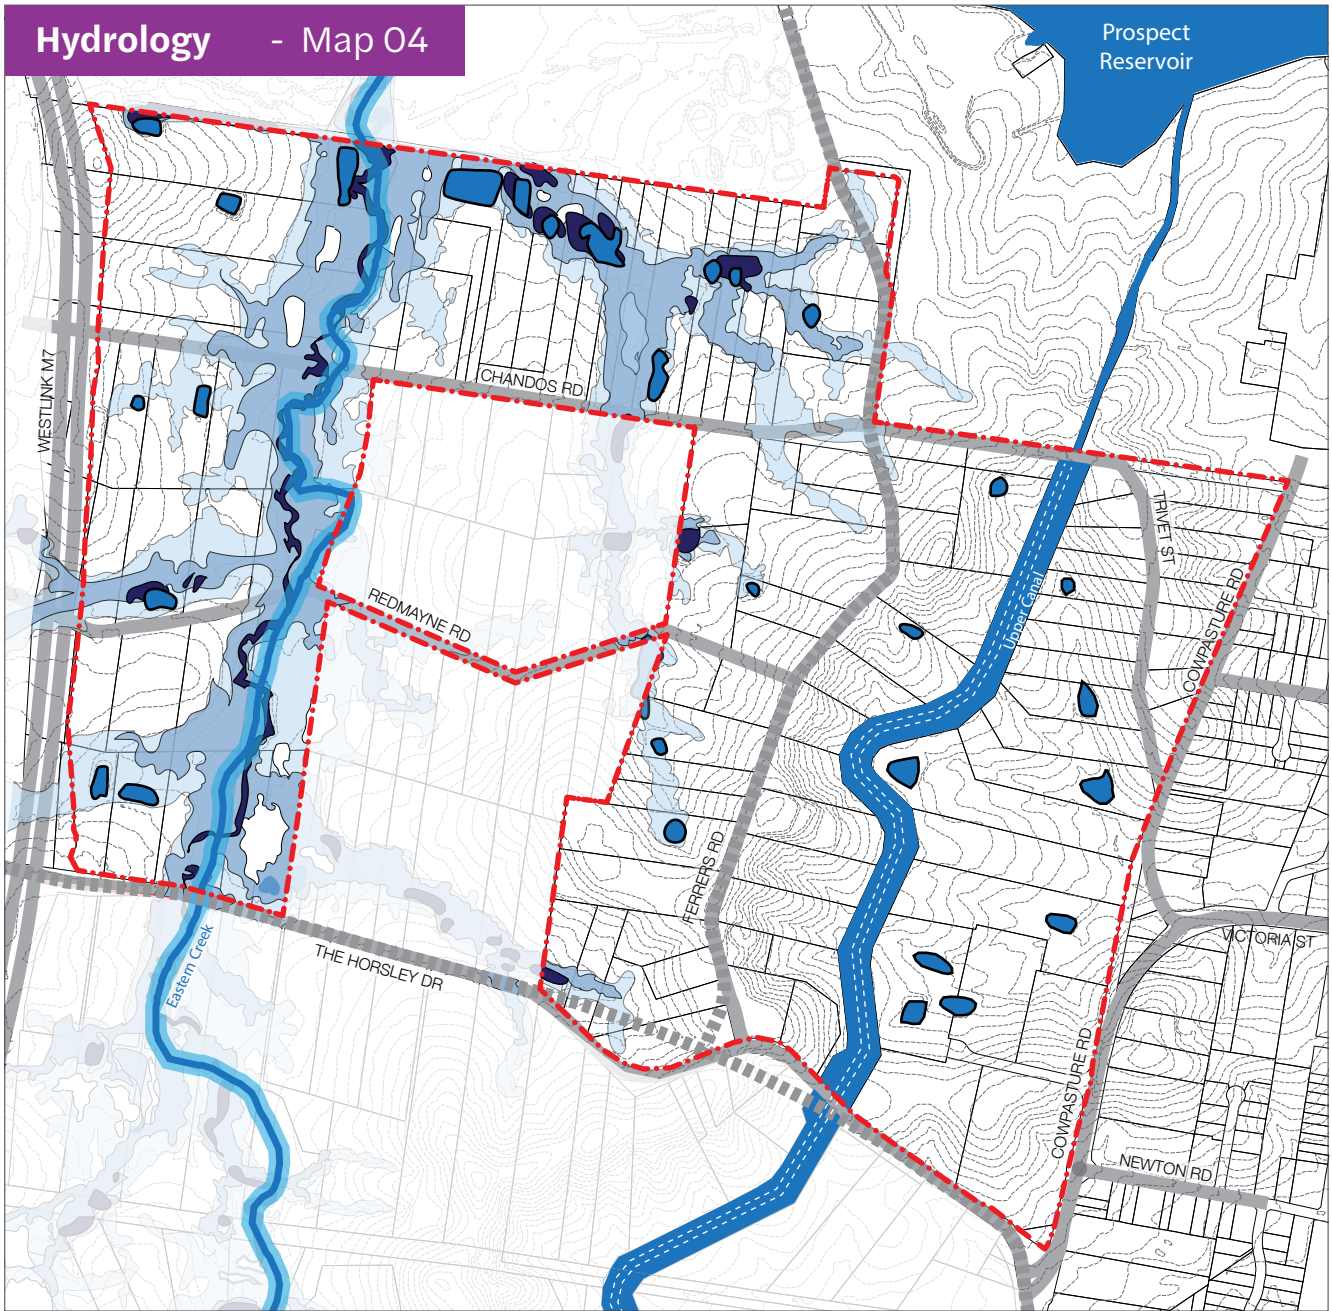 Hydrology - Map 04
Prospect
Reservoir
WESTLINK M7
CHANDOS RD
TRIVET ST
COWPASTURE RD
Upper Canal
REDMAYNE RD
FERRERS RD
VICTORIA ST
Eastern Creek
THE HORSLEY DR
COWPASTURE RD
NEWTON RD